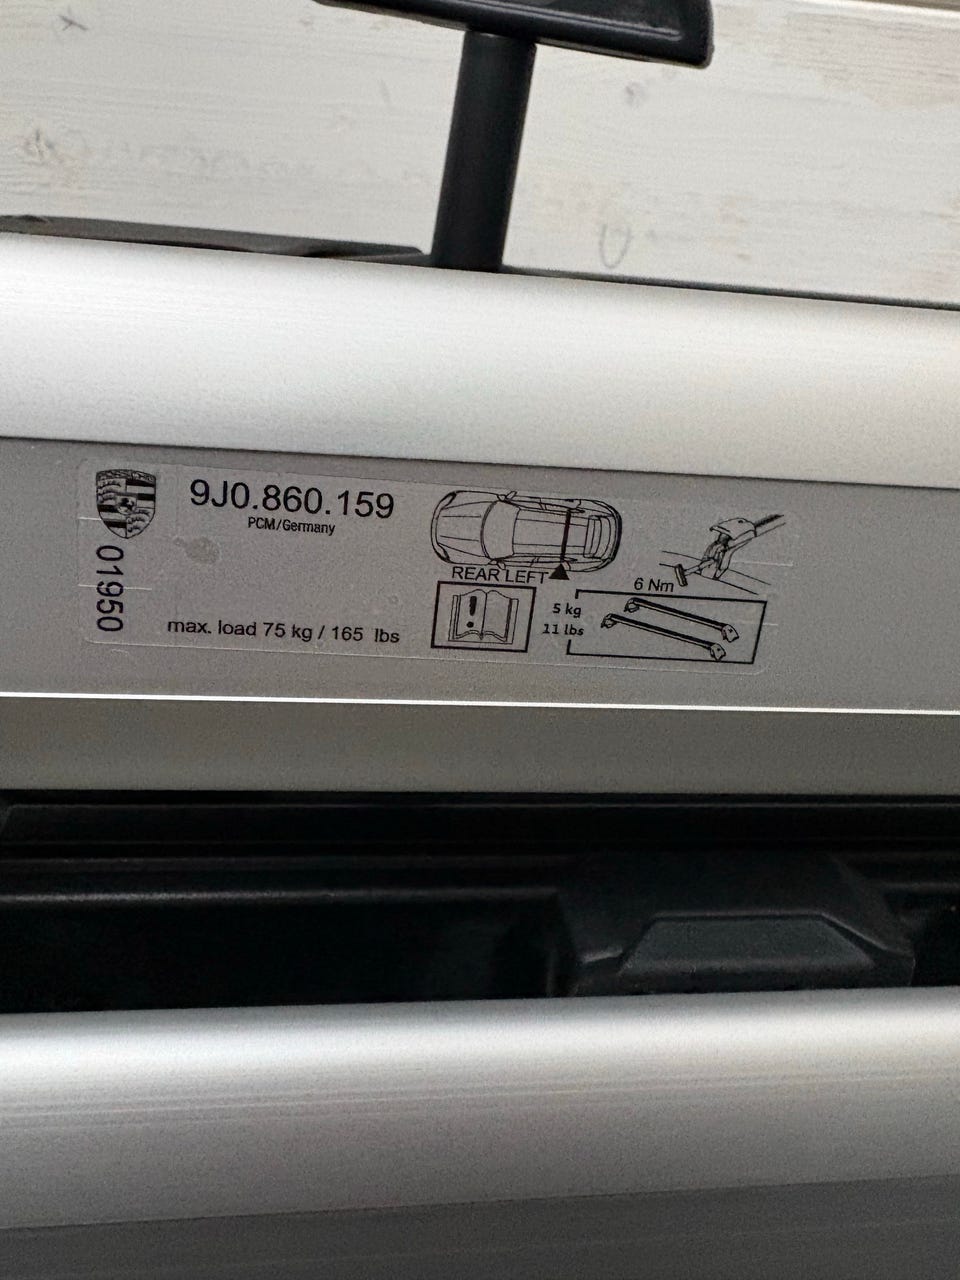 9J0.860.159
PCM/Germany
01950
max. load 75 kg / 165 lbs
REAR LEFT
6 Nm
5 kg
11 lbs